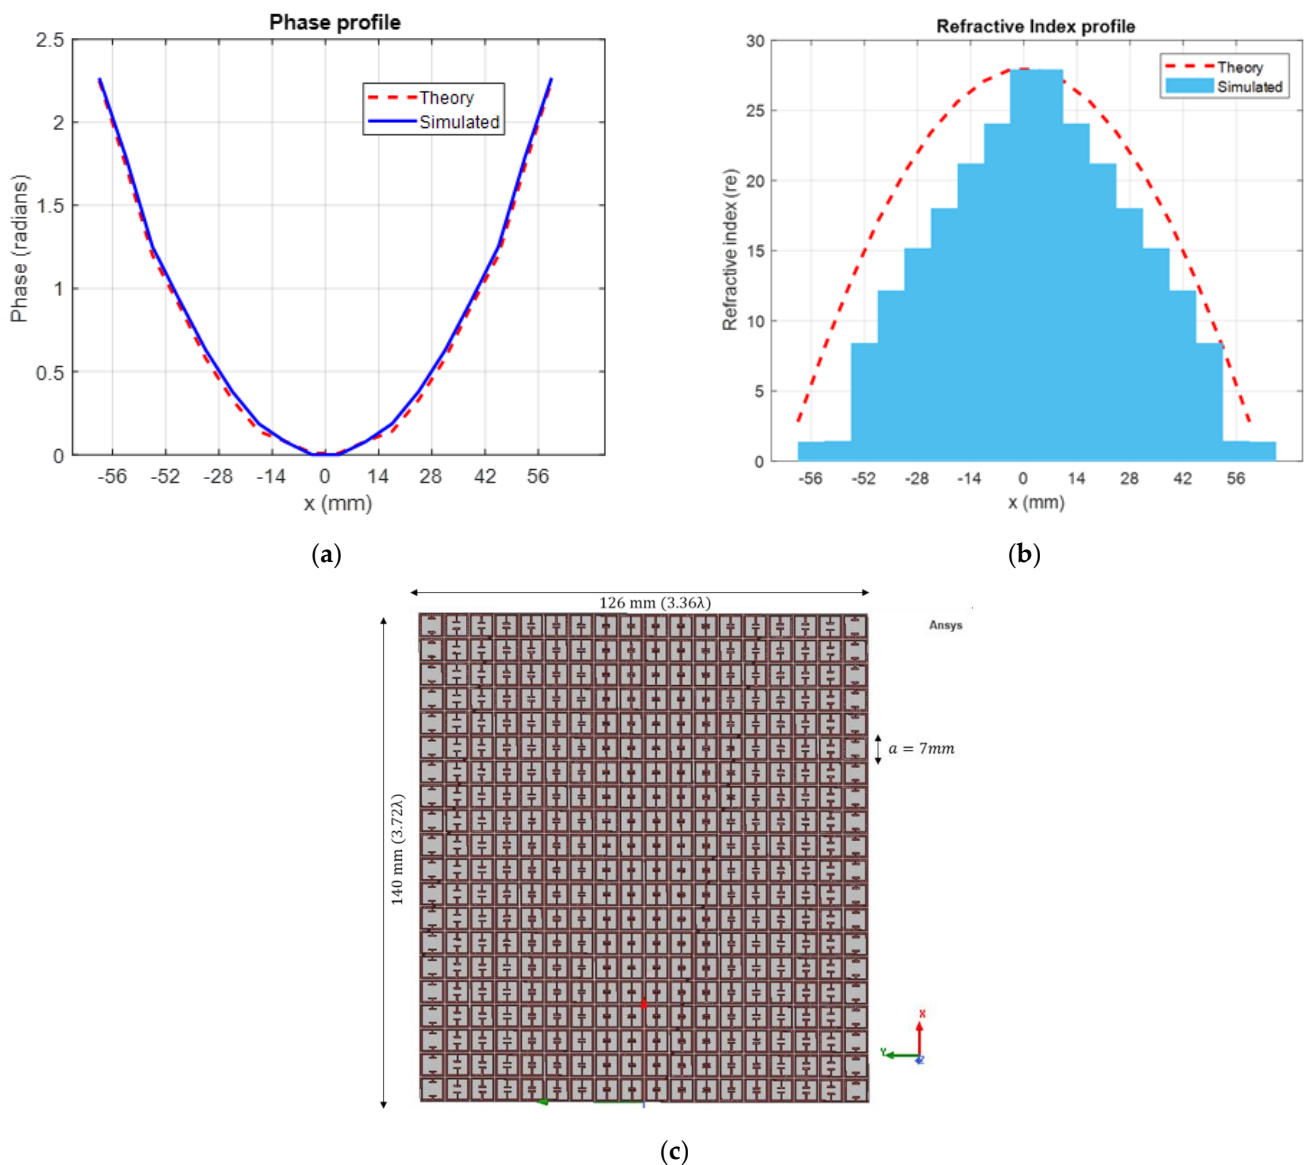 Phase profile
2.5
2
1.5
1
0.5
0
Phase (radians)
Theory
Simulated
-56 -52 -28 -14 0 14 28 42 56
x (mm)
(a)
Refractive Index profile
30
25
20
15
10
5
0
Refractive index (re)
Theory
Simulated
-56 -52 -28 -14 0 14 28 42 56
x (mm)
(b)
126 mm (3.36λ)
Ansys
140 mm (3.72λ)
a = 7mm
X
Y
Z
(c)